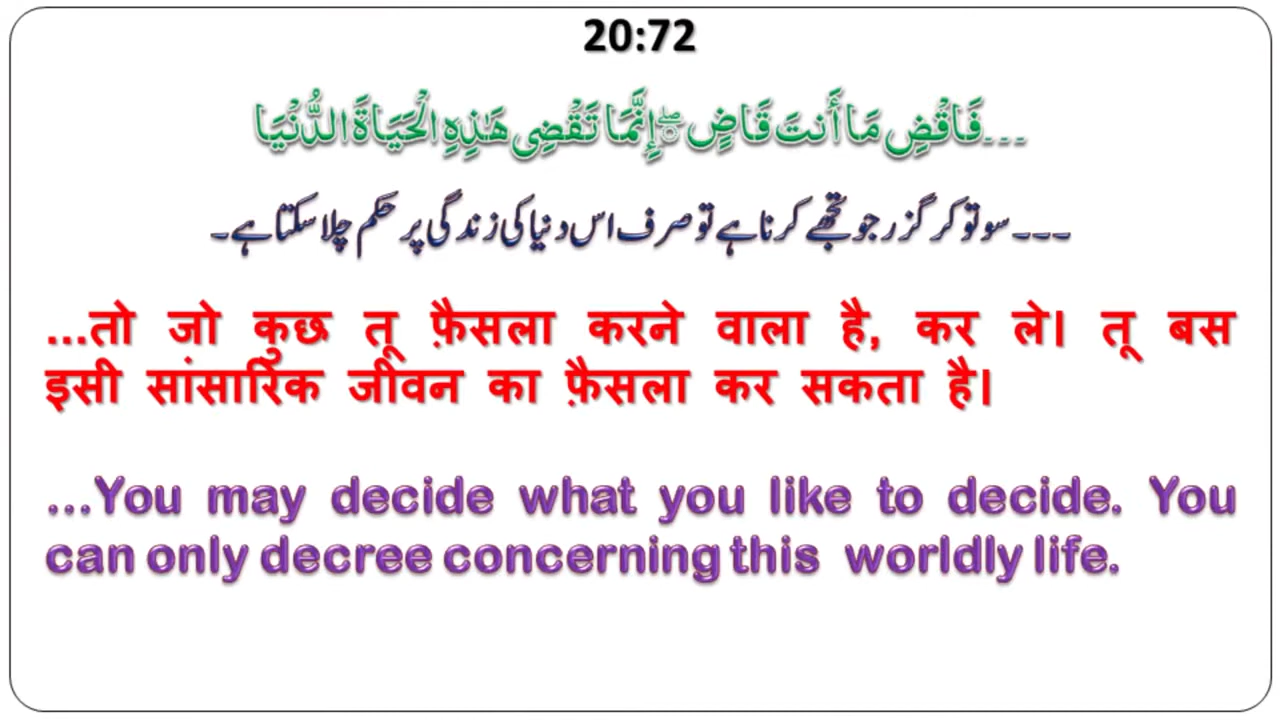 20:72
...فَاقْضِ مَا أَنتَ قَاضٍ ۖ إِنَّمَا تَقْضِي هَٰذِهِ الْحَيَاةَ الدُّنْيَا
۔۔۔سو تو کر گزر جو تجھے کرنا ہے تو صرف اس دنیا کی زندگی پر حکم چلا سکتا ہے۔
...तो जो कुछ तू फ़ैसला करने वाला है, कर ले। तू बस
इसी सांसारिक जीवन का फ़ैसला कर सकता है।
...You may decide what you like to decide. You
can only decree concerning this worldly life.